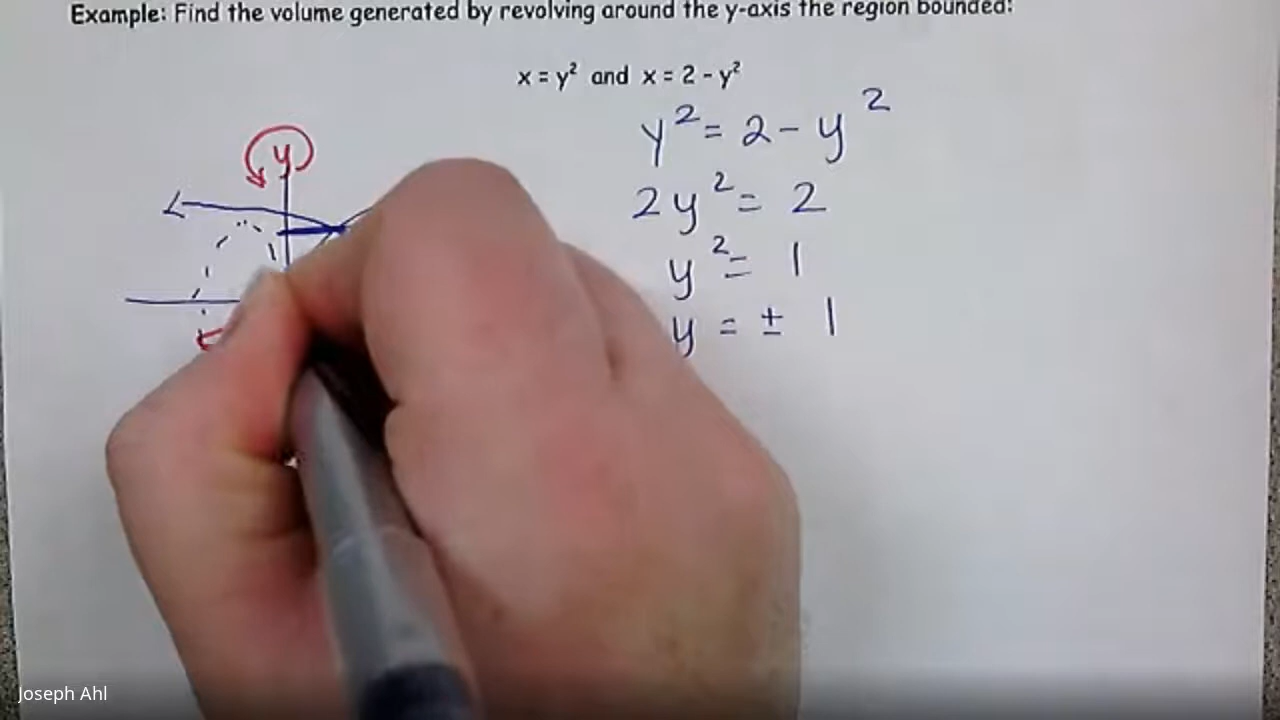 Example: Find the volume generated by revolving around the y-axis the region bounded:
x = y² and x = 2 - y²
y² = 2 - y²
2y² = 2
y² = 1
y = ± 1
y
Joseph Ahl